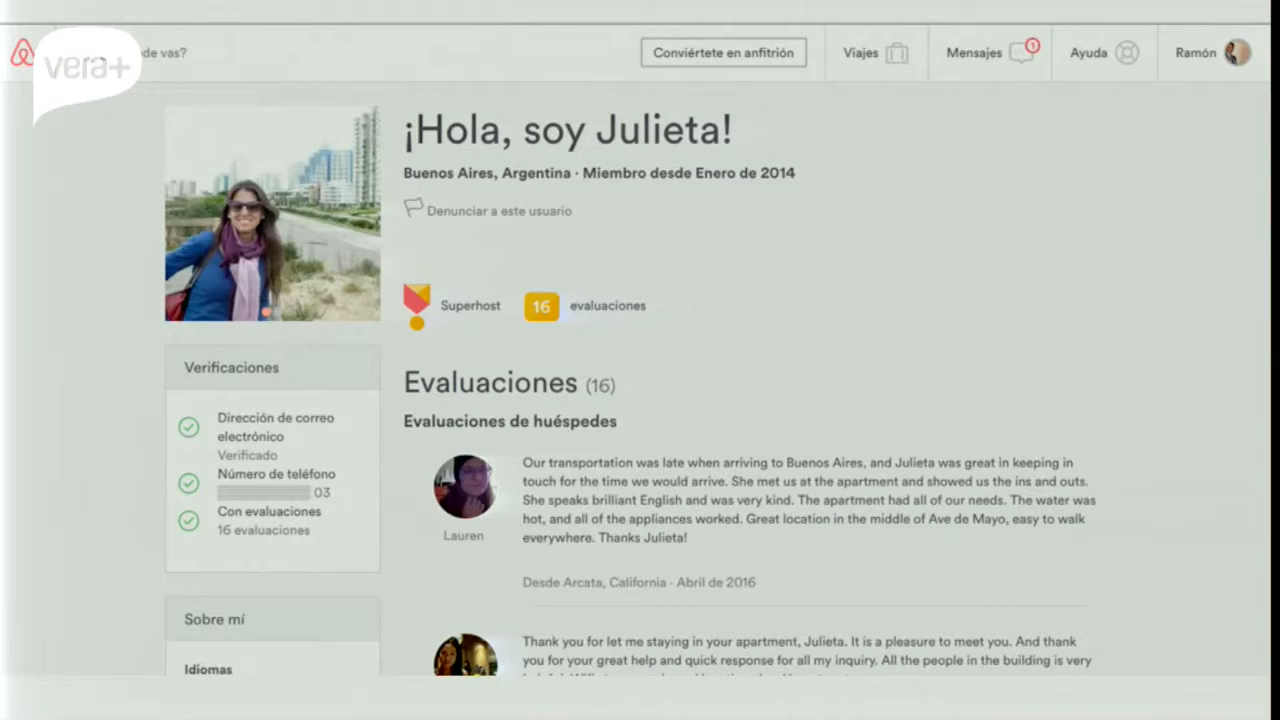 vera+
de vas?
Conviértete en anfitrión
Viajes
Mensajes
1
Ayuda
Ramón
¡Hola, soy Julieta!
Buenos Aires, Argentina · Miembro desde Enero de 2014
Denunciar a este usuario
Superhost
16 evaluaciones
Verificaciones
Dirección de correo
electrónico
Verificado
Número de teléfono
03
Con evaluaciones
16 evaluaciones
Sobre mí
Idiomas
Evaluaciones (16)
Evaluaciones de huéspedes
Lauren
Our transportation was late when arriving to Buenos Aires, and Julieta was great in keeping in
touch for the time we would arrive. She met us at the apartment and showed us the ins and outs.
She speaks brilliant English and was very kind. The apartment had all of our needs. The water was
hot, and all of the appliances worked. Great location in the middle of Ave de Mayo, easy to walk
everywhere. Thanks Julieta!
Desde Arcata, California · Abril de 2016
Thank you for let me staying in your apartment, Julieta. It is a pleasure to meet you. And thank
you for your great help and quick response for all my inquiry. All the people in the building is very